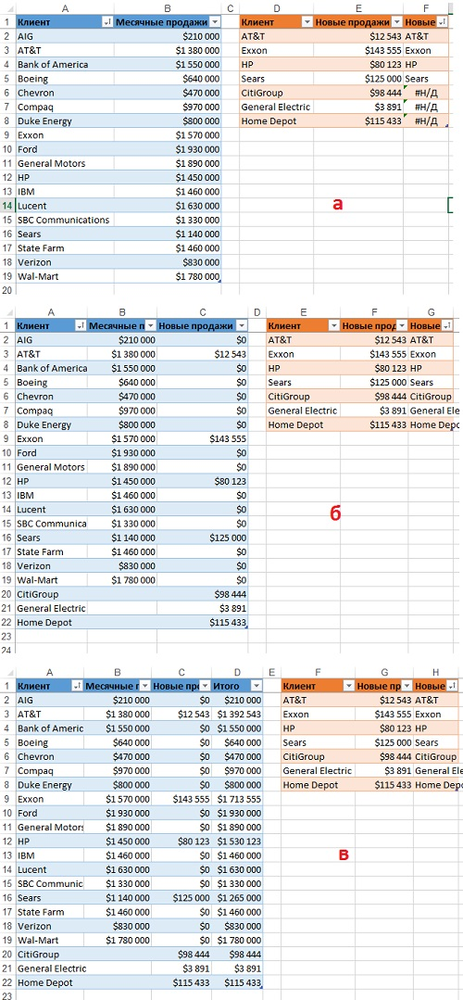 A B C D E F
1 Клиент Месячные продажи Клиент Новые продажи Новые
2 AIG $210 000 AT&T $12 543 AT&T
3 AT&T $1 380 000 Exxon $143 555 Exxon
4 Bank of America $1 550 000 HP $80 123 HP
5 Boeing $640 000 Sears $125 000 Sears
6 Chevron $470 000 CitiGroup $98 444 #Н/Д
7 Compaq $970 000 General Electric $3 891 #Н/Д
8 Duke Energy $800 000 Home Depot $115 433 #Н/Д
9 Exxon $1 570 000
10 Ford $1 930 000
11 General Motors $1 890 000
12 HP $1 450 000
13 IBM $1 460 000
14 Lucent $1 630 000 а
15 SBC Communications $1 330 000
16 Sears $1 140 000
17 State Farm $1 460 000
18 Verizon $830 000
19 Wal-Mart $1 780 000
20
A B C D E F G
1 Клиент Месячные п Новые продажи Клиент Новые прод Новые
2 AIG $210 000 $0 AT&T $12 543 AT&T
3 AT&T $1 380 000 $12 543 Exxon $143 555 Exxon
4 Bank of America $1 550 000 $0 HP $80 123 HP
5 Boeing $640 000 $0 Sears $125 000 Sears
6 Chevron $470 000 $0 CitiGroup $98 444 CitiGroup
7 Compaq $970 000 $0 General Electric $3 891 General Ele
8 Duke Energy $800 000 $0 Home Depot $115 433 Home Depo
9 Exxon $1 570 000 $143 555
10 Ford $1 930 000 $0
11 General Motors $1 890 000 $0
12 HP $1 450 000 $80 123
13 IBM $1 460 000 $0
14 Lucent $1 630 000 $0 б
15 SBC Communica $1 330 000 $0
16 Sears $1 140 000 $125 000
17 State Farm $1 460 000 $0
18 Verizon $830 000 $0
19 Wal-Mart $1 780 000 $0
20 CitiGroup $98 444
21 General Electric $3 891
22 Home Depot $115 433
23
24
A B C D E F G H
1 Клиент Месячные г Новые прс Итого Клиент Новые пр Новые
2 AIG $210 000 $0 $210 000 AT&T $12 543 AT&T
3 AT&T $1 380 000 $12 543 $1 392 543 Exxon $143 555 Exxon
4 Bank of Americ $1 550 000 $0 $1 550 000 HP $80 123 HP
5 Boeing $640 000 $0 $640 000 Sears $125 000 Sears
6 Chevron $470 000 $0 $470 000 CitiGroup $98 444 CitiGroup
7 Compaq $970 000 $0 $970 000 General Electric $3 891 General Ele
8 Duke Energy $800 000 $0 $800 000 Home Depot $115 433 Home Depo
9 Exxon $1 570 000 $143 555 $1 713 555
10 Ford $1 930 000 $0 $1 930 000
11 General Motors $1 890 000 $0 $1 890 000
12 HP $1 450 000 $80 123 $1 530 123
13 IBM $1 460 000 $0 $1 460 000 в
14 Lucent $1 630 000 $0 $1 630 000
15 SBC Communic $1 330 000 $0 $1 330 000
16 Sears $1 140 000 $125 000 $1 265 000
17 State Farm $1 460 000 $0 $1 460 000
18 Verizon $830 000 $0 $830 000
19 Wal-Mart $1 780 000 $0 $1 780 000
20 CitiGroup $98 444 $98 444
21 General Electric $3 891 $3 891
22 Home Depot $115 433 $115 433
23